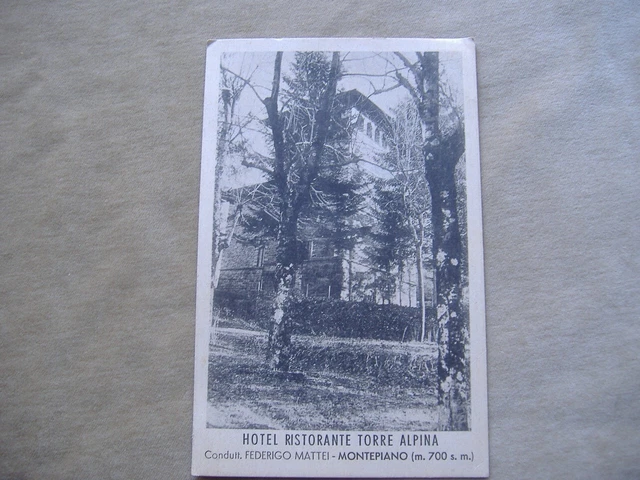 HOTEL RISTORANTE TORRE ALPINA
Condutt. FEDERIGO MATTEI - MONTEPIANO (m. 700 s. m.)